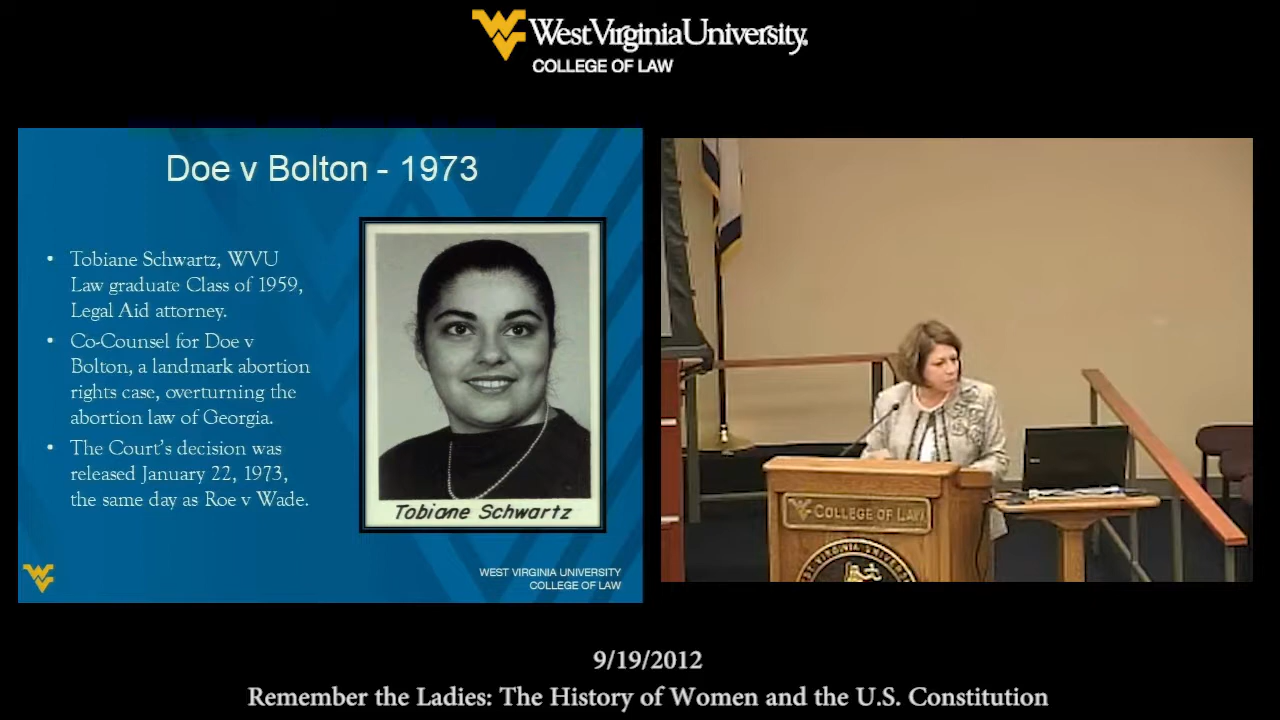 West Virginia University.
COLLEGE OF LAW
Doe v Bolton - 1973
• Tobiane Schwartz, WVU
Law graduate Class of 1959,
Legal Aid attorney.
• Co-Counsel for Doe v
Bolton, a landmark abortion
rights case, overturning the
abortion law of Georgia.
• The Court's decision was
released January 22, 1973,
the same day as Roe v Wade.
Tobiane Schwartz
WEST VIRGINIA UNIVERSITY
COLLEGE OF LAW
COLLEGE OF LAW
WEST VIRGINIA UNIVERSITY
9/19/2012
Remember the Ladies: The History of Women and the U.S. Constitution